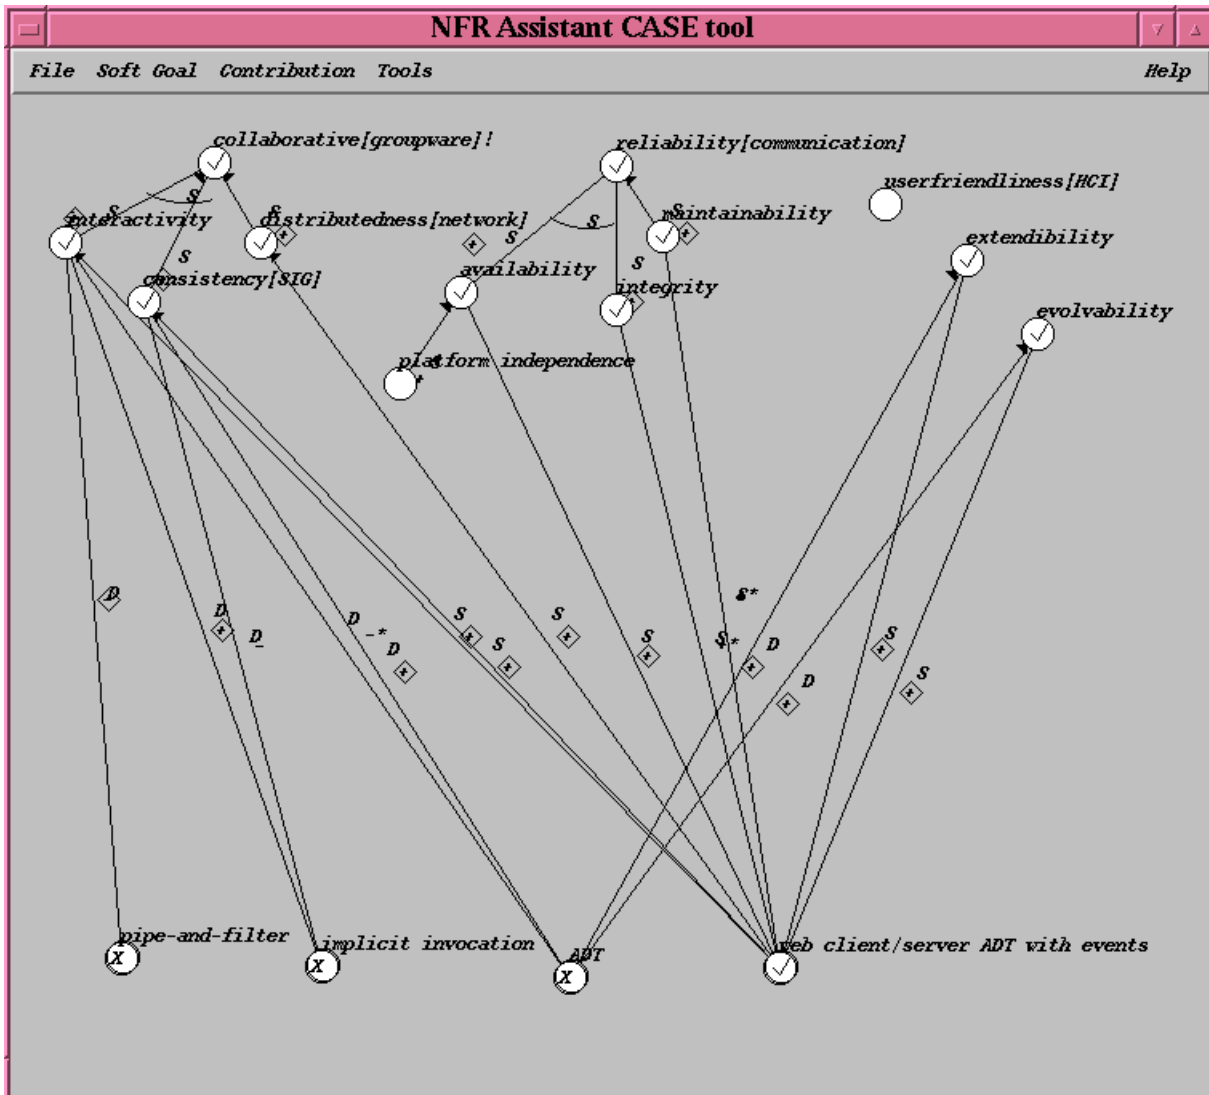 NFR Assistant CASE tool
File Soft Goal Contribution Tools Help
collaborative[groupware]!
reliability[communication]
userfriendliness[HCI]
S
S
interactivity
S
distributedness[network]
S
S
S
maintainability
extendibility
S
consistency[SIG]
availability
S
integrity
evolvability
platform independence
S
D
D
D
D
S
S
S
S
S*
S
D
S
D
D
S
pipe-and-filter
implicit invocation
ADT
web client/server ADT with events
X
X
X